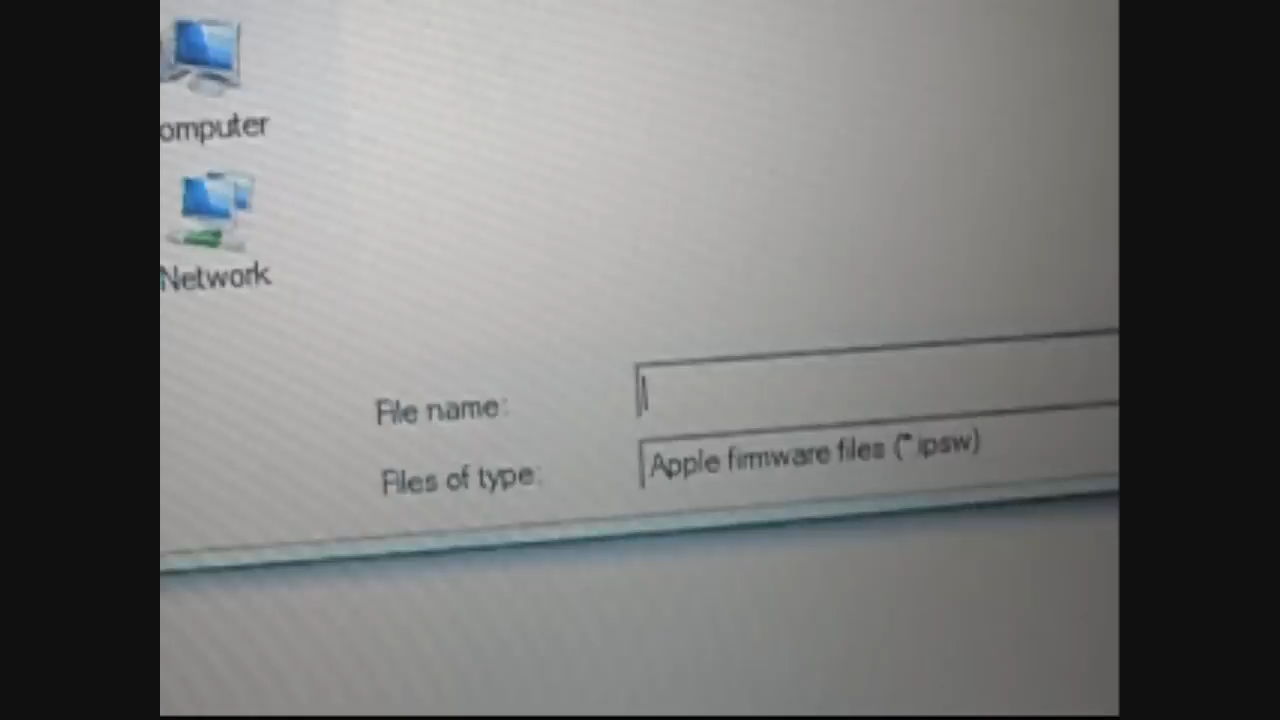 omputer
Network
File name:
Files of type:
Apple firmware files (*.ipsw)